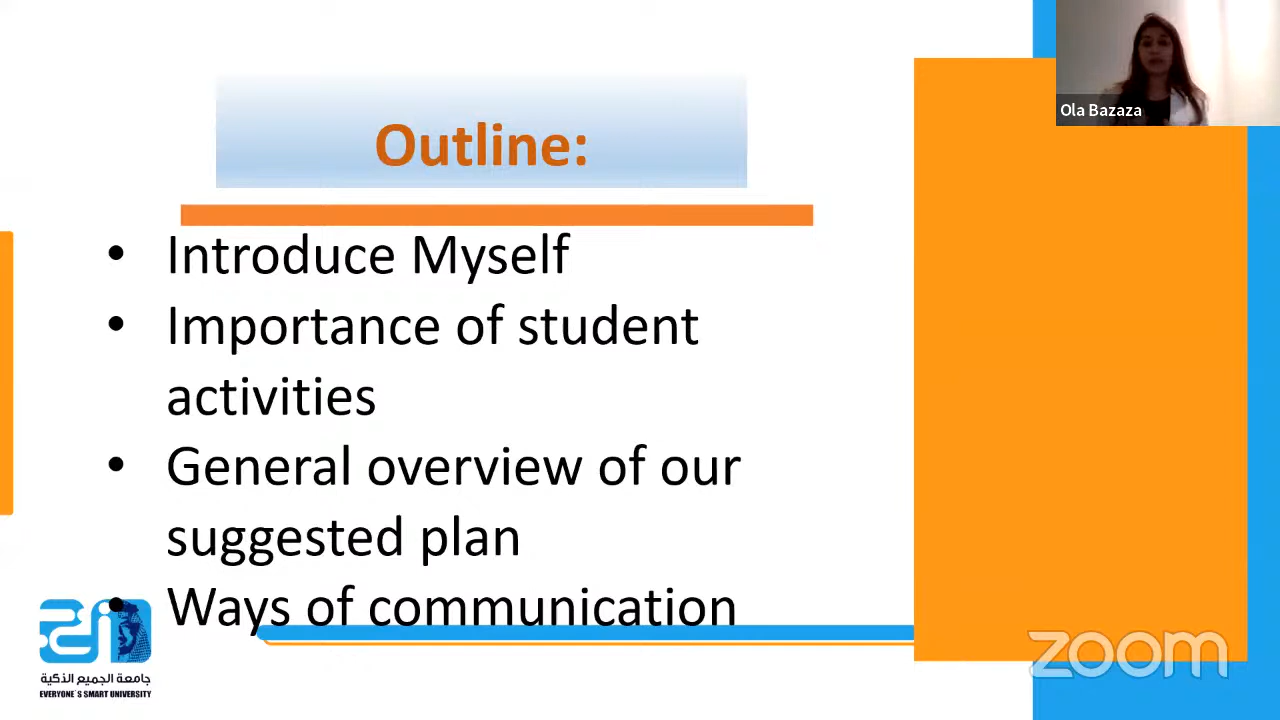 Ola Bazaza
Outline:
• Introduce Myself
• Importance of student
activities
• General overview of our
suggested plan
• Ways of communication
جامعة الجميع الذكية
EVERYONE`S SMART UNIVERSITY
zoom